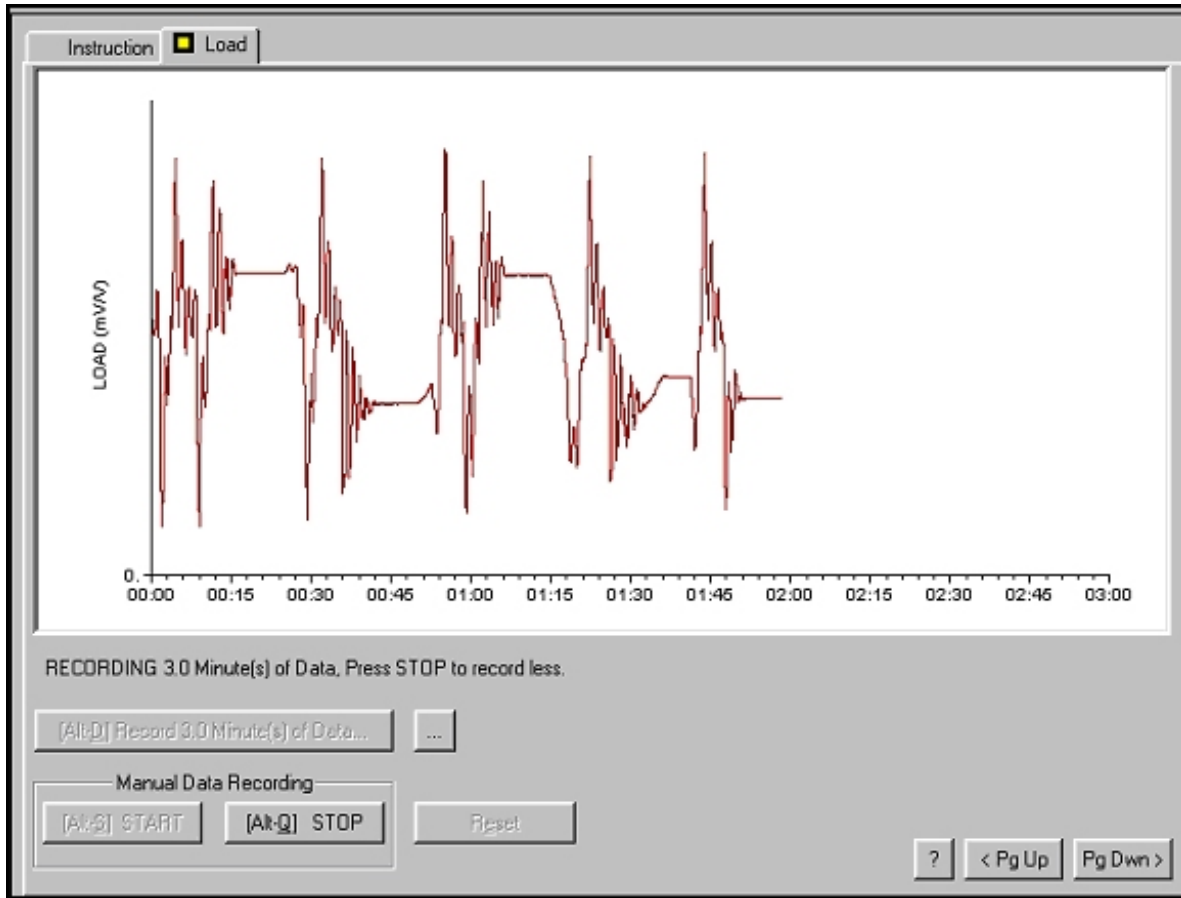 Instruction
Load
LOAD (mV/V)
0.
00:00 00:15 00:30 00:45 01:00 01:15 01:30 01:45 02:00 02:15 02:30 02:45 03:00
RECORDING 3.0 Minute(s) of Data, Press STOP to record less.
[Alt-D] Record 3.0 Minute(s) of Data... ...
Manual Data Recording
[Alt-S] START [Alt-Q] STOP Reset
? < Pg Up Pg Dwn >